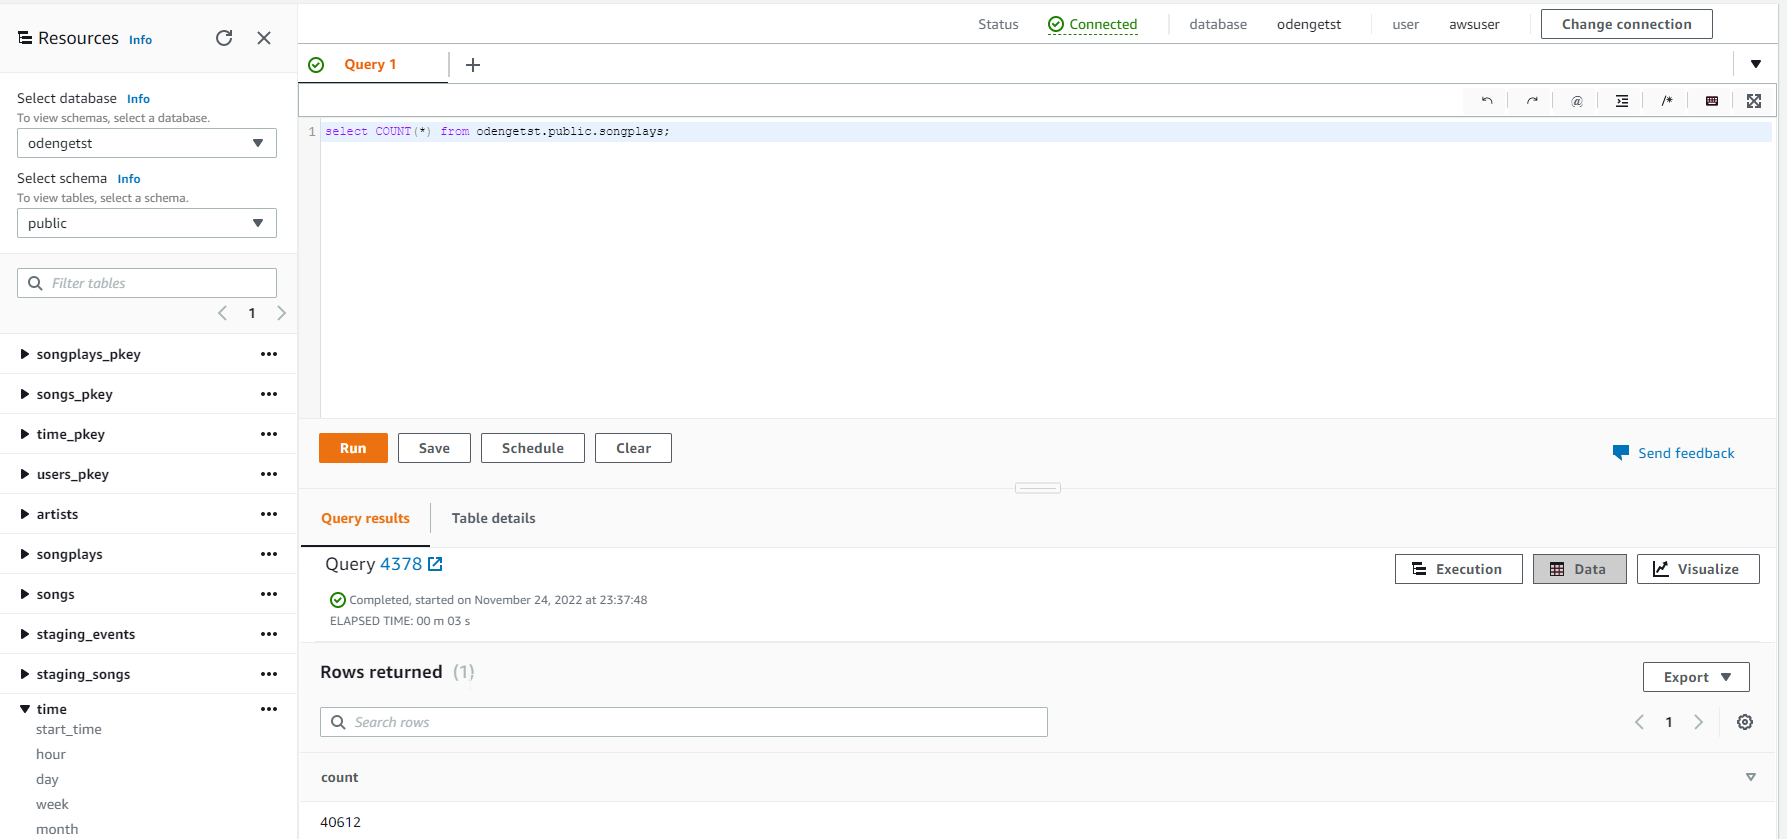 Resources Info
Select database Info
To view schemas, select a database.
odengetst
Select schema Info
To view tables, select a schema.
public
Filter tables
1
songplays_pkey
songs_pkey
time_pkey
users_pkey
artists
songplays
songs
staging_events
staging_songs
time
start_time
hour
day
week
month
Status Connected database odengetst user awsuser Change connection
Query 1
@ /*
1 select COUNT(*) from odengetst.public.songplays;
Run Save Schedule Clear
Send feedback
Query results Table details
Query 4378
Execution Data Visualize
Completed, started on November 24, 2022 at 23:37:48
ELAPSED TIME: 00 m 03 s
Rows returned (1)
Export
Search rows
1
count
40612